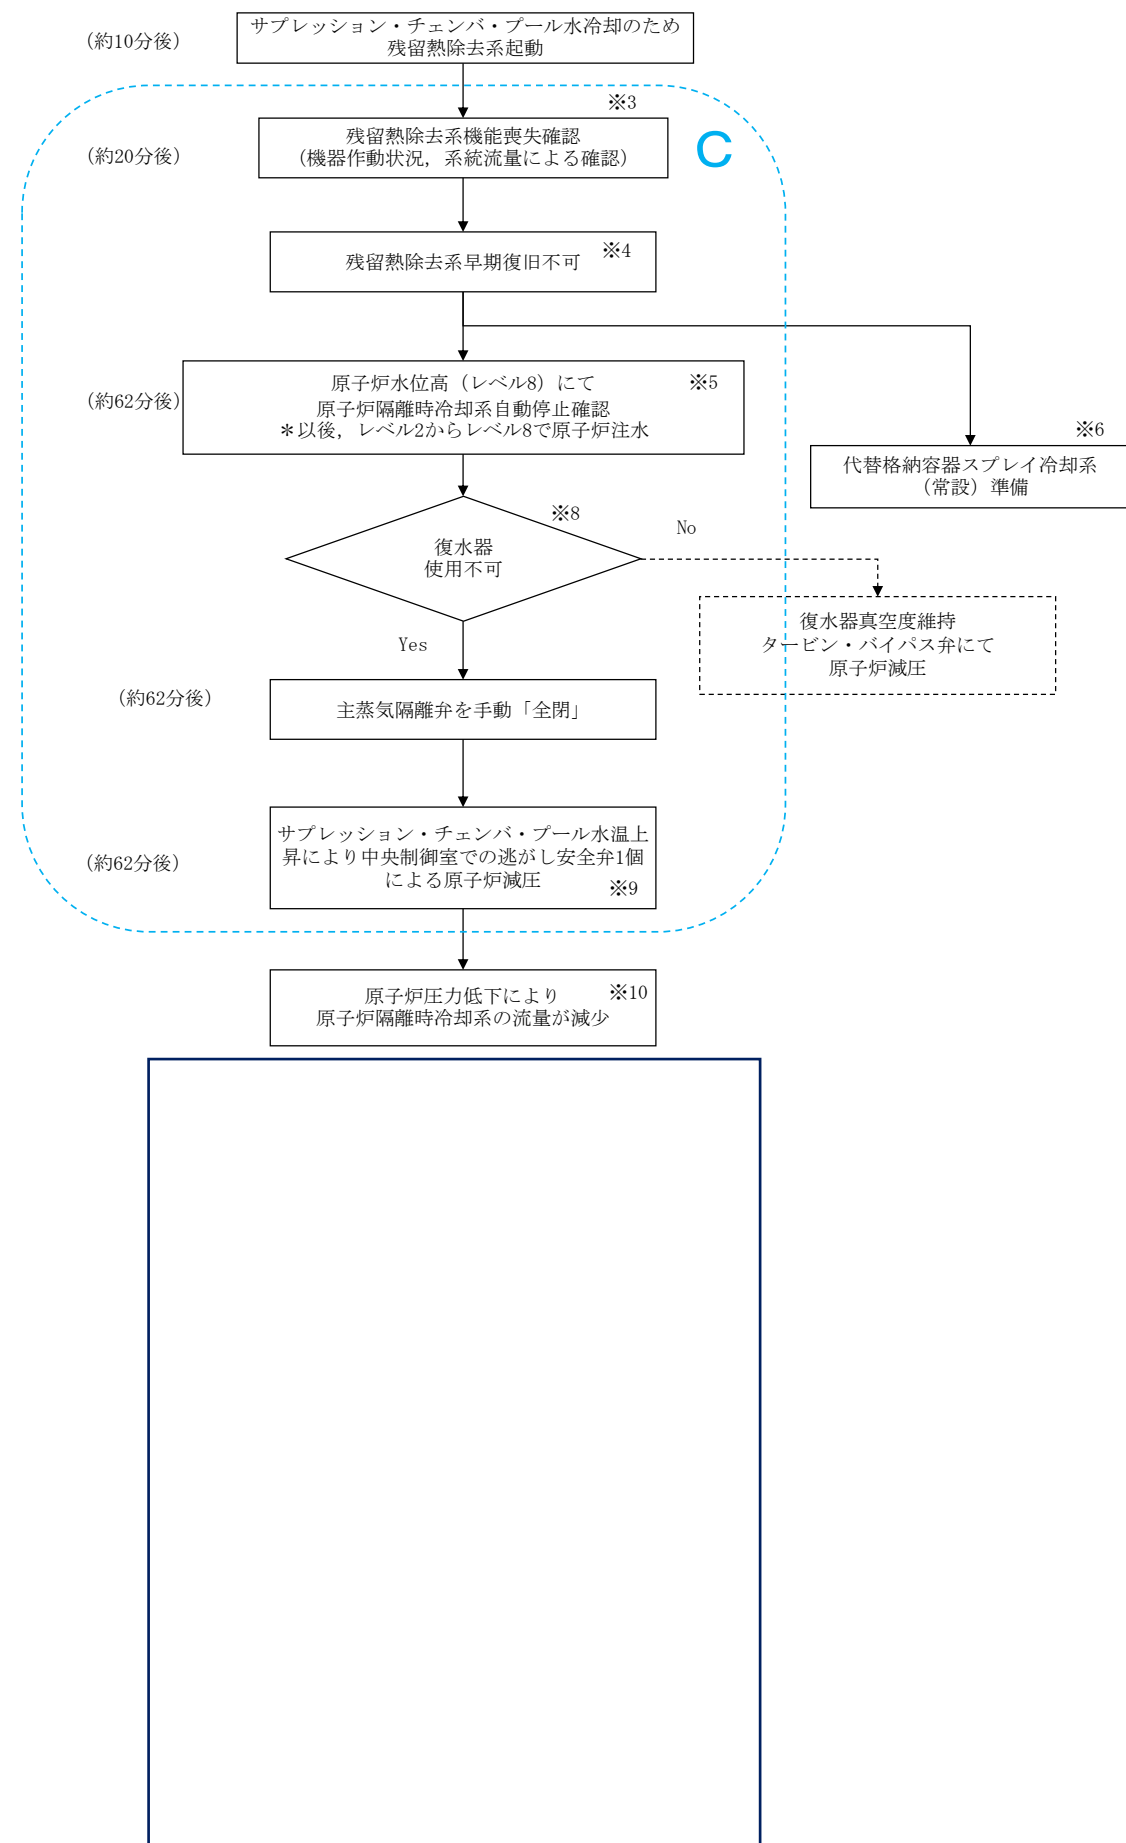 (約10分後)
サプレッション・チェンバ・プール水冷却のため
残留熱除去系起動
※3
C
(約20分後)
残留熱除去系機能喪失確認
(機器作動状況，系統流量による確認)
※4
残留熱除去系早期復旧不可
(約62分後)
原子炉水位高（レベル8）にて
※5
原子炉隔離時冷却系自動停止確認
＊以後，レベル2からレベル8で原子炉注水
※6
代替格納容器スプレイ冷却系
（常設）準備
※8
復水器
使用不可
No
Yes
復水器真空度維持
タービン・バイパス弁にて
原子炉減圧
(約62分後)
主蒸気隔離弁を手動「全閉」
(約62分後)
サプレッション・チェンバ・プール水温上
昇により中央制御室での逃がし安全弁1個
による原子炉減圧
※9
原子炉圧力低下により
※10
原子炉隔離時冷却系の流量が減少